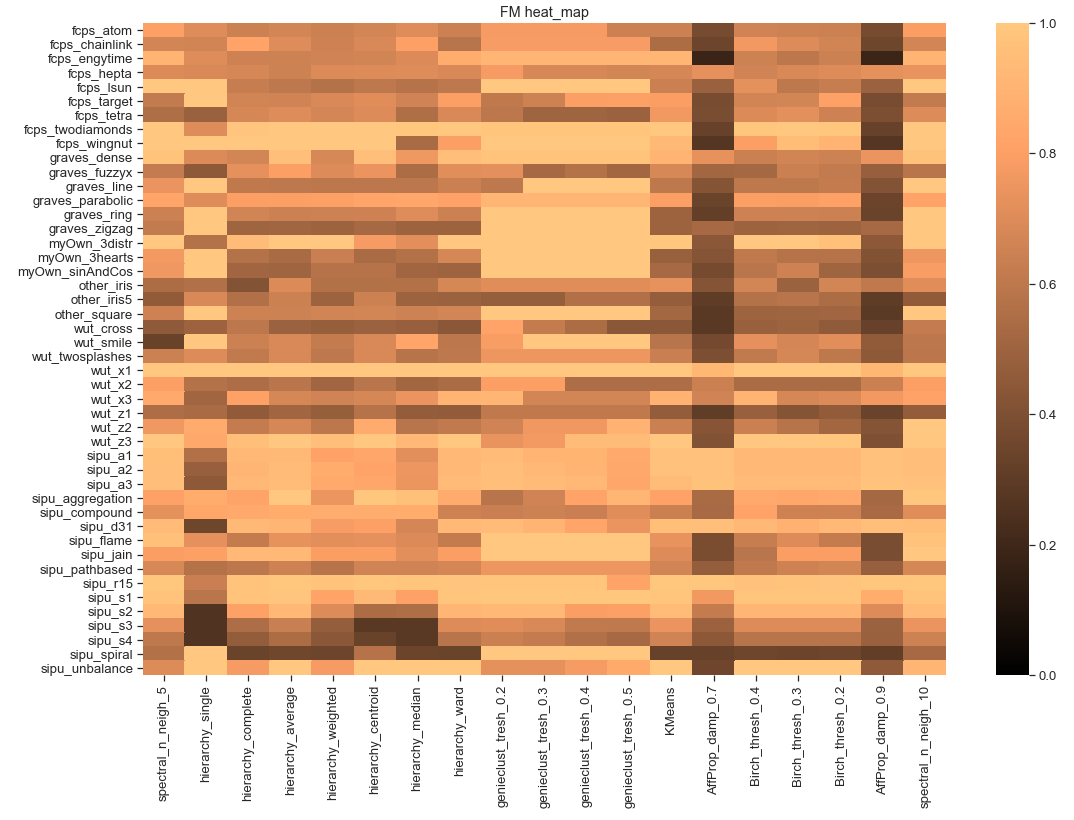 FM heat_map
fcps_atom
fcps_chainlink
fcps_engytime
fcps_hepta
fcps_lsun
fcps_target
fcps_tetra
fcps_twodiamonds
fcps_wingnut
graves_dense
graves_fuzzyx
graves_line
graves_parabolic
graves_ring
graves_zigzag
myOwn_3distr
myOwn_3hearts
myOwn_sinAndCos
other_iris
other_iris5
other_square
wut_cross
wut_smile
wut_twosplashes
wut_x1
wut_x2
wut_x3
wut_z1
wut_z2
wut_z3
sipu_a1
sipu_a2
sipu_a3
sipu_aggregation
sipu_compound
sipu_d31
sipu_flame
sipu_jain
sipu_pathbased
sipu_r15
sipu_s1
sipu_s2
sipu_s3
sipu_s4
sipu_spiral
sipu_unbalance
spectral_n_neigh_5
hierarchy_single
hierarchy_complete
hierarchy_average
hierarchy_weighted
hierarchy_centroid
hierarchy_median
hierarchy_ward
genieclust_tresh_0.2
genieclust_tresh_0.3
genieclust_tresh_0.4
genieclust_tresh_0.5
KMeans
AffProp_damp_0.7
Birch_thresh_0.4
Birch_thresh_0.3
Birch_thresh_0.2
AffProp_damp_0.9
spectral_n_neigh_10
1.0
0.8
0.6
0.4
0.2
0.0